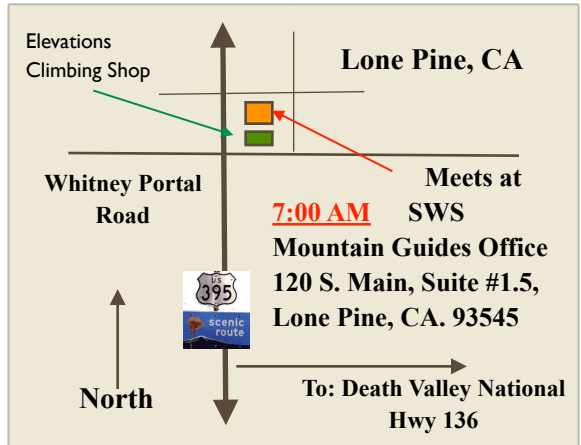 Elevations
Climbing Shop
Lone Pine, CA
Whitney Portal
Road
Meets at
7:00 AM SWS
Mountain Guides Office
120 S. Main, Suite #1.5,
Lone Pine, CA. 93545
US
395
scenic
route
North
To: Death Valley National
Hwy 136